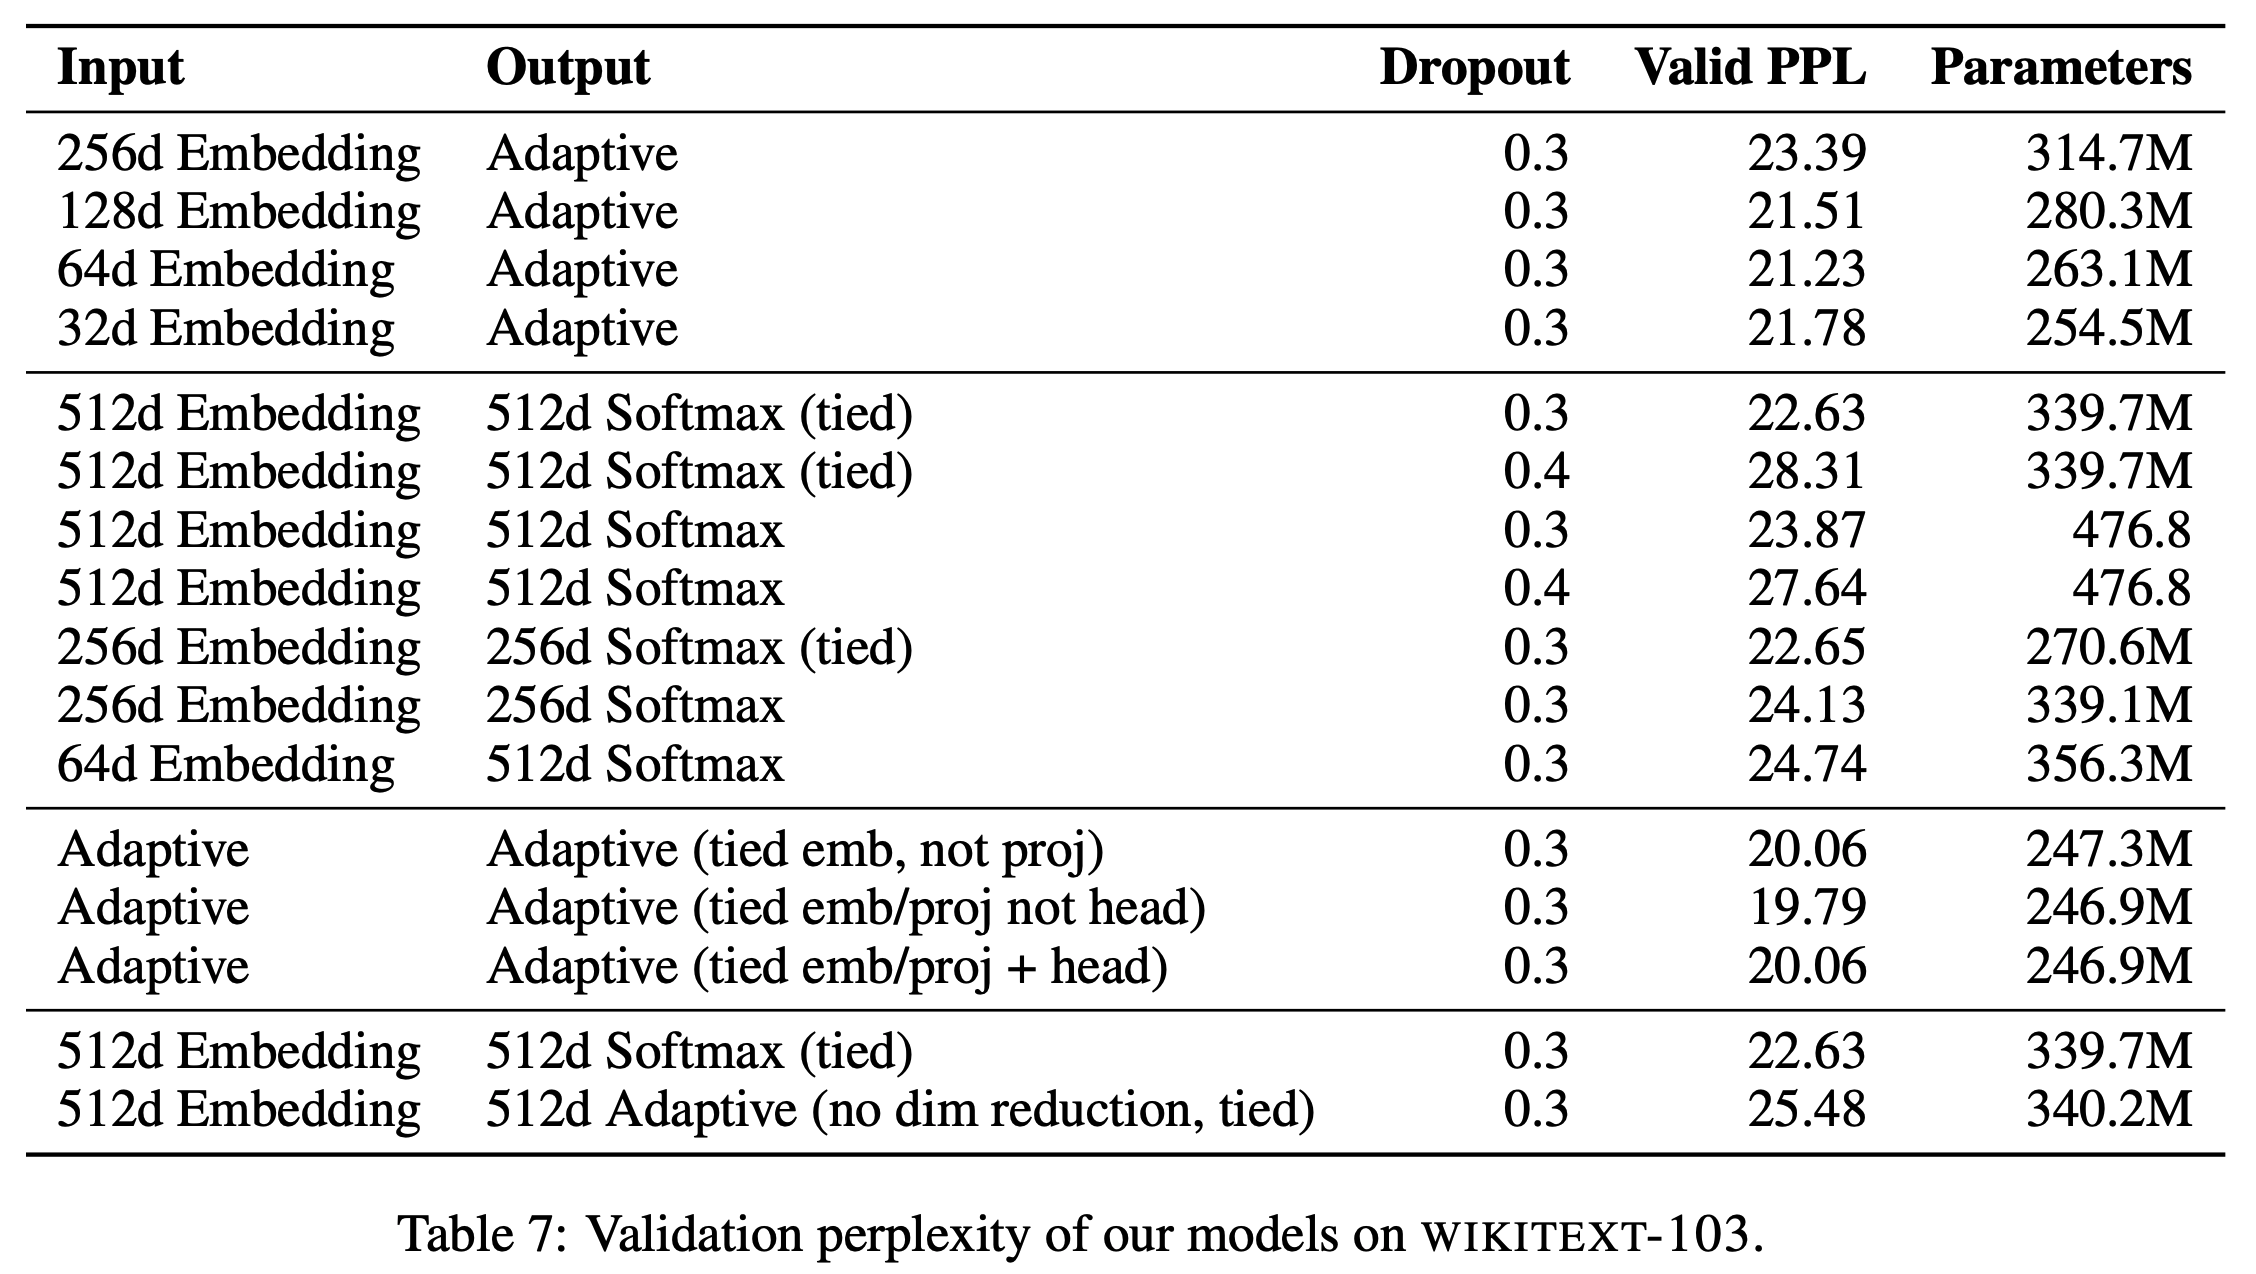 Input Output Dropout Valid PPL Parameters
256d Embedding Adaptive 0.3 23.39 314.7M
128d Embedding Adaptive 0.3 21.51 280.3M
64d Embedding Adaptive 0.3 21.23 263.1M
32d Embedding Adaptive 0.3 21.78 254.5M
512d Embedding 512d Softmax (tied) 0.3 22.63 339.7M
512d Embedding 512d Softmax (tied) 0.4 28.31 339.7M
512d Embedding 512d Softmax 0.3 23.87 476.8
512d Embedding 512d Softmax 0.4 27.64 476.8
256d Embedding 256d Softmax (tied) 0.3 22.65 270.6M
256d Embedding 256d Softmax 0.3 24.13 339.1M
64d Embedding 512d Softmax 0.3 24.74 356.3M
Adaptive Adaptive (tied emb, not proj) 0.3 20.06 247.3M
Adaptive Adaptive (tied emb/proj not head) 0.3 19.79 246.9M
Adaptive Adaptive (tied emb/proj + head) 0.3 20.06 246.9M
512d Embedding 512d Softmax (tied) 0.3 22.63 339.7M
512d Embedding 512d Adaptive (no dim reduction, tied) 0.3 25.48 340.2M
Table 7: Validation perplexity of our models on WIKITEXT-103.